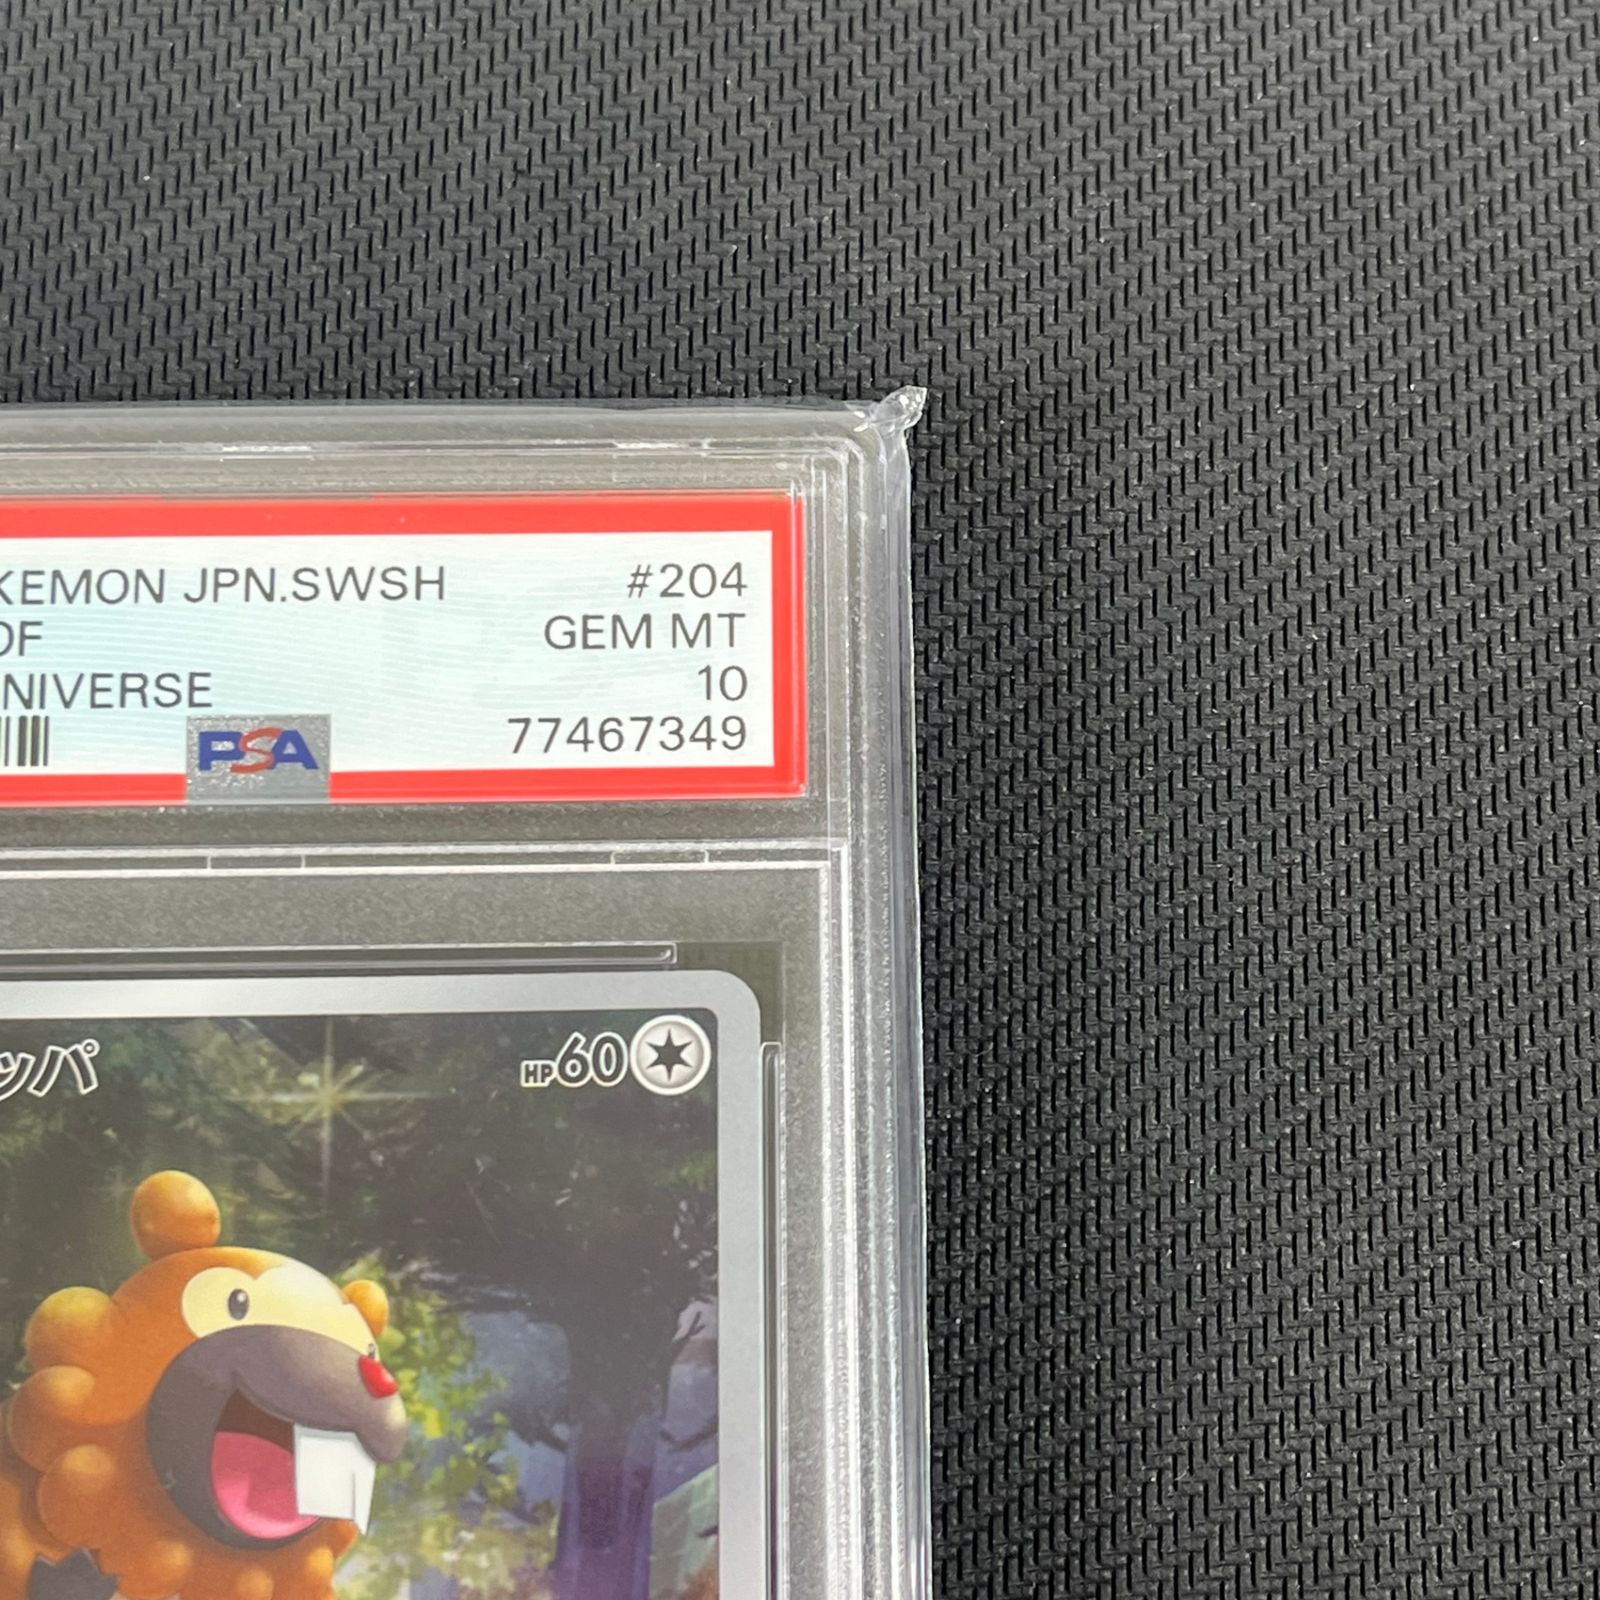 KEMON JPN.SWSH #204
OF GEM MT
NIVERSE 10
PSA 77467349
ッパ HP60